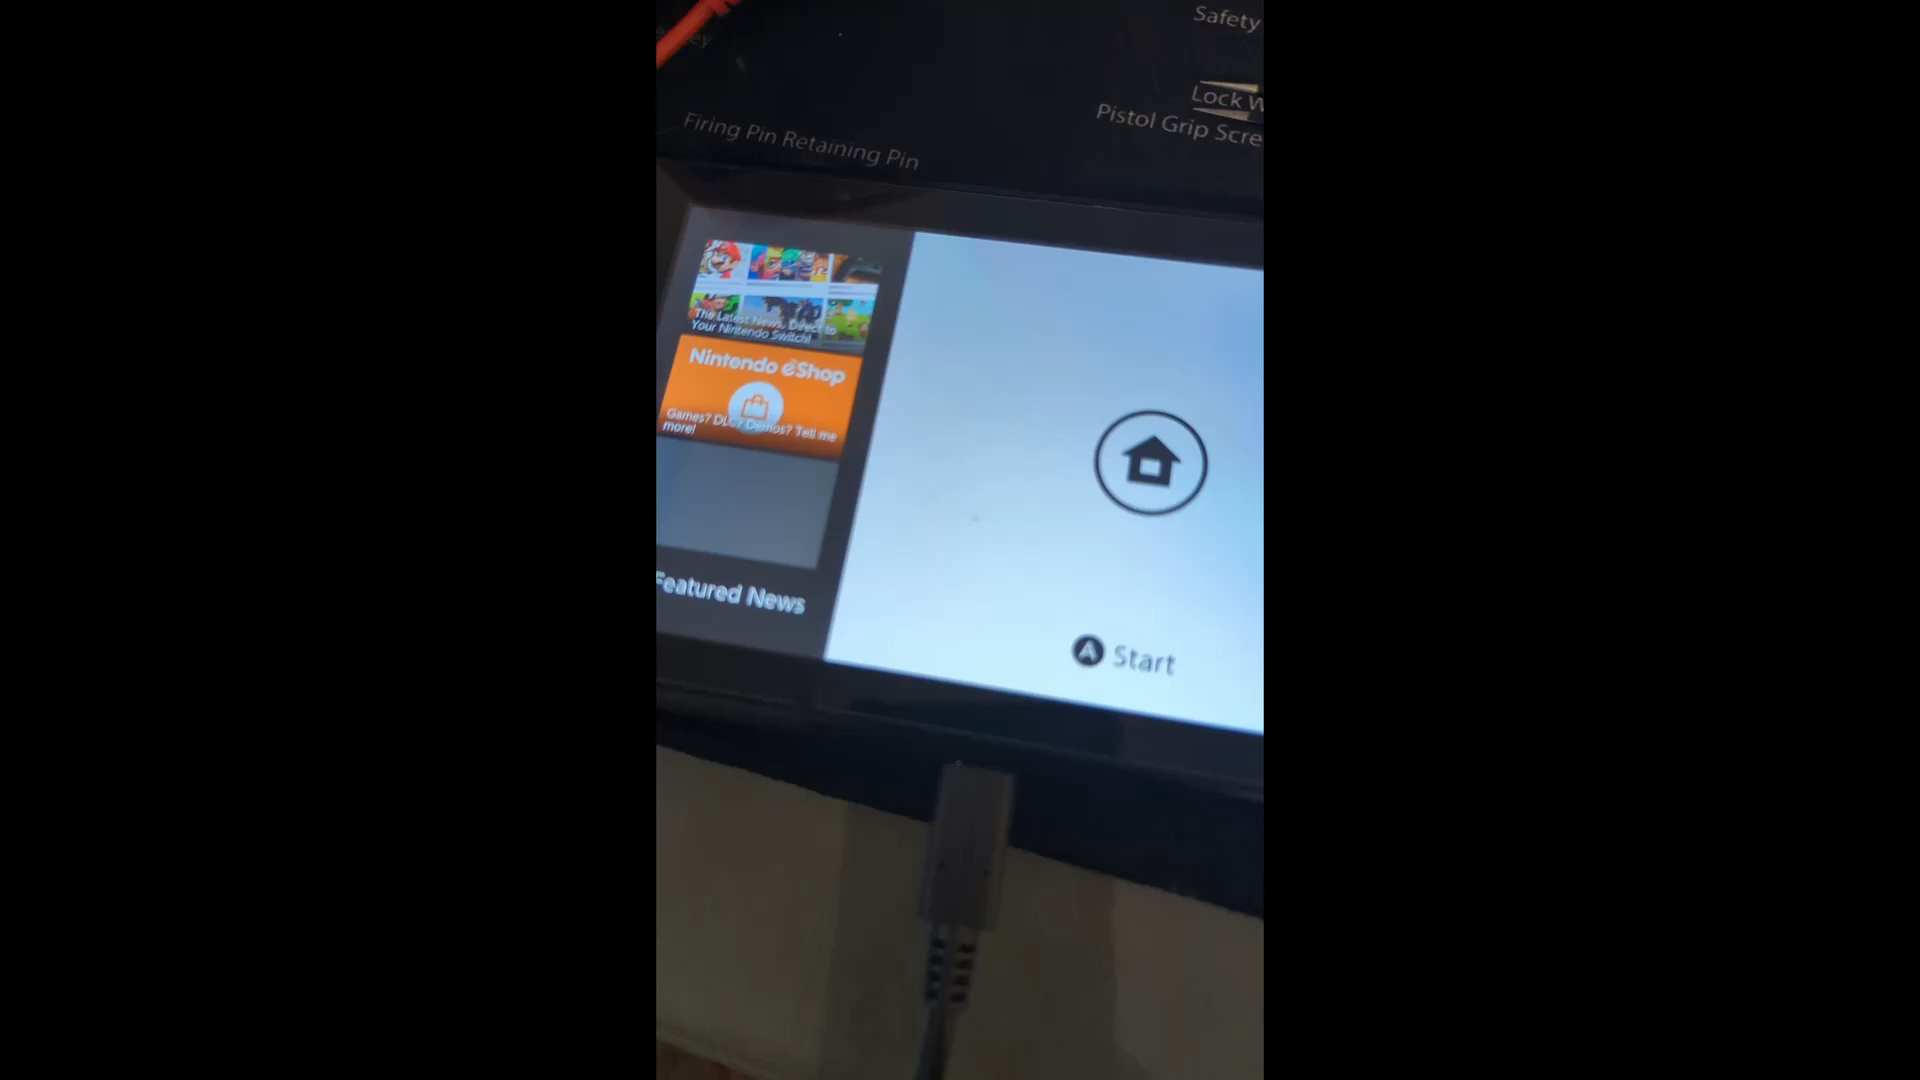 Safety
Lock W
Pistol Grip Scre
Firing Pin Retaining Pin
The Latest News, Direct to
Your Nintendo Switch!
Nintendo eShop
Games? DLC? Demos? Tell me
more!
Featured News
A Start